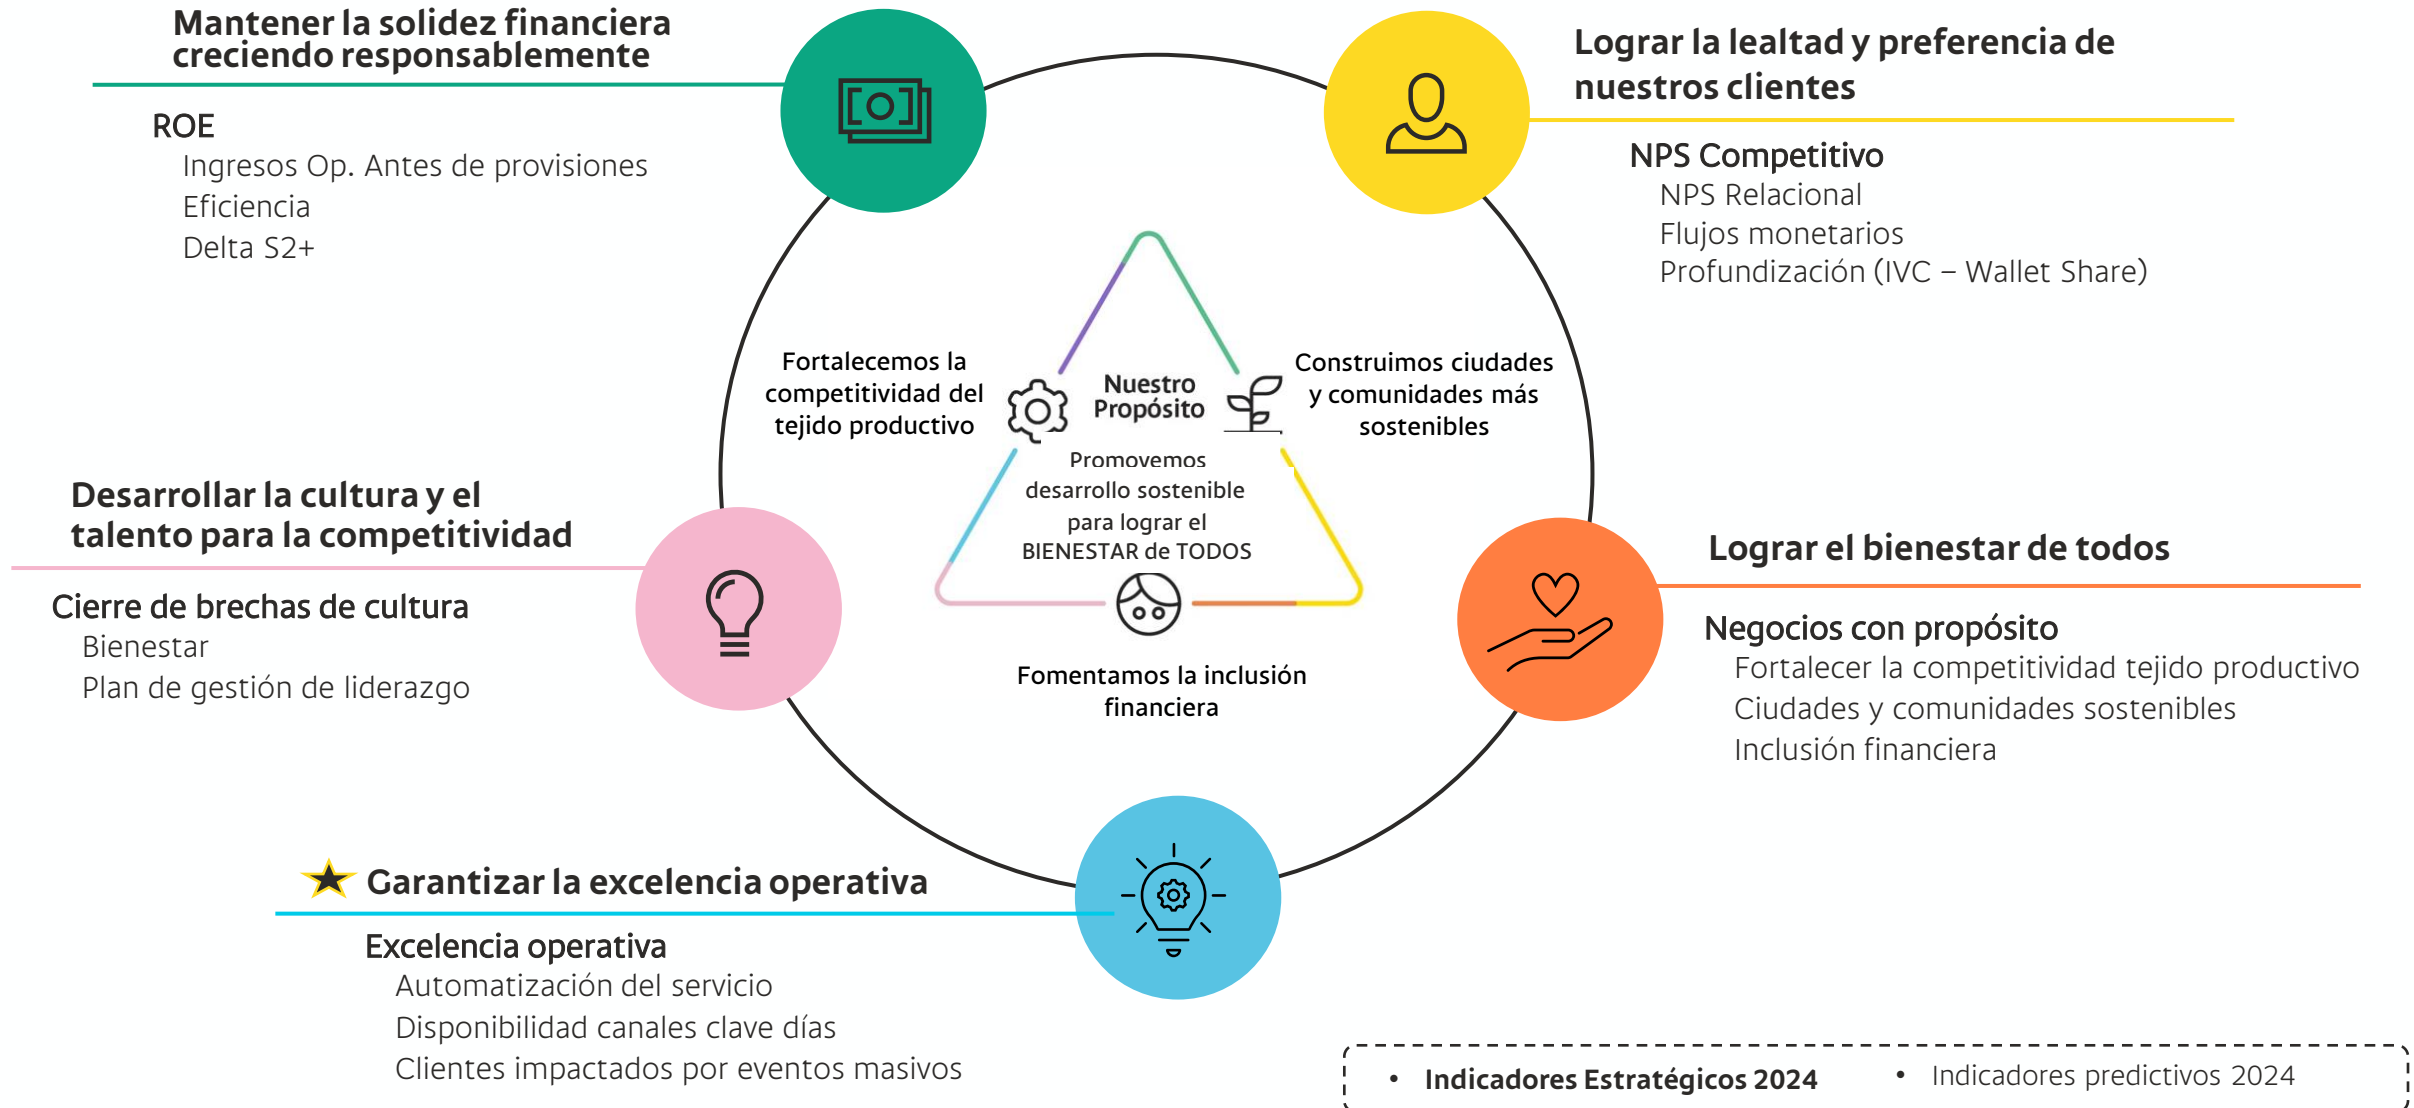 Mantener la solidez financiera
creciendo responsablemente
ROE
Ingresos Op. Antes de provisiones
Eficiencia
Delta S2+
Lograr la lealtad y preferencia de
nuestros clientes
NPS Competitivo
NPS Relacional
Flujos monetarios
Profundización (IVC – Wallet Share)
Fortalecemos la
competitividad del
tejido productivo
Nuestro
Propósito
Promovemos
desarrollo sostenible
para lograr el
BIENESTAR de TODOS
Construimos ciudades
y comunidades más
sostenibles
Fomentamos la inclusión
financiera
Desarrollar la cultura y el
talento para la competitividad
Cierre de brechas de cultura
Bienestar
Plan de gestión de liderazgo
Lograr el bienestar de todos
Negocios con propósito
Fortalecer la competitividad tejido productivo
Ciudades y comunidades sostenibles
Inclusión financiera
Garantizar la excelencia operativa
Excelencia operativa
Automatización del servicio
Disponibilidad canales clave días
Clientes impactados por eventos masivos
• Indicadores Estratégicos 2024
• Indicadores predictivos 2024